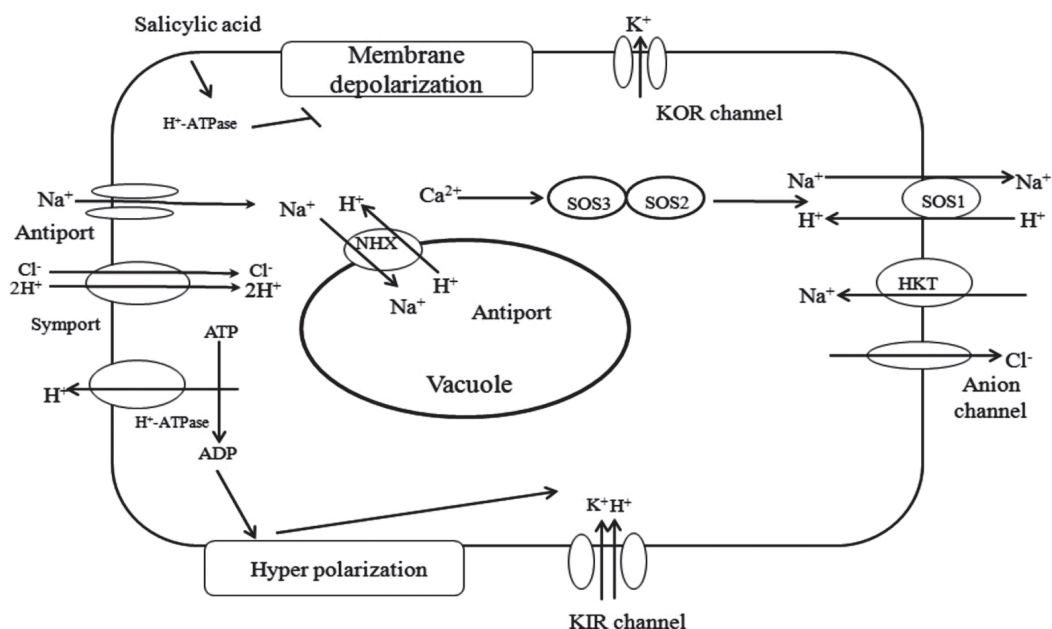 Salicylic acid
K⁺
Membrane
depolarization
H⁺-ATPase
KOR channel
Na⁺
Antiport
Na⁺
H⁺
NHX
H⁺
Na⁺
Ca²⁺
SOS3
SOS2
Na⁺
Na⁺
SOS1
H⁺
H⁺
Cl⁻
2H⁺
Cl⁻
2H⁺
Symport
Antiport
Vacuole
HKT
Na⁺
Cl⁻
Anion
channel
ATP
H⁺
H⁺-ATPase
ADP
K⁺H⁺
Hyper polarization
KIR channel